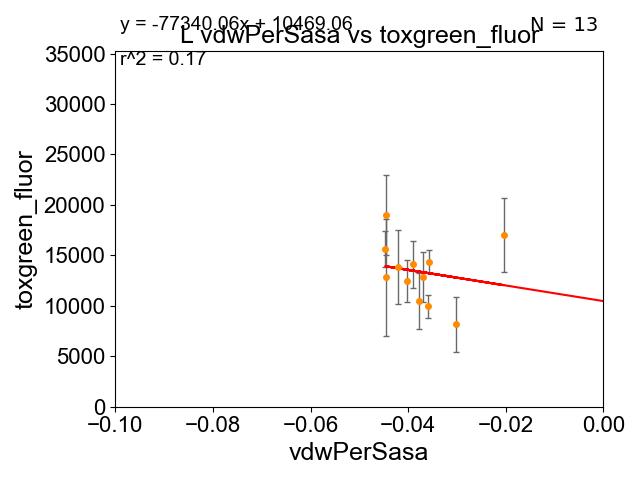 y = -77340.06x + 10469.06
N = 13
L vdwPerSasa vs toxgreen_fluor
r^2 = 0.17
35000
30000
25000
20000
15000
10000
5000
0
toxgreen_fluor
−0.10 −0.08 −0.06 −0.04 −0.02 0.00
vdwPerSasa